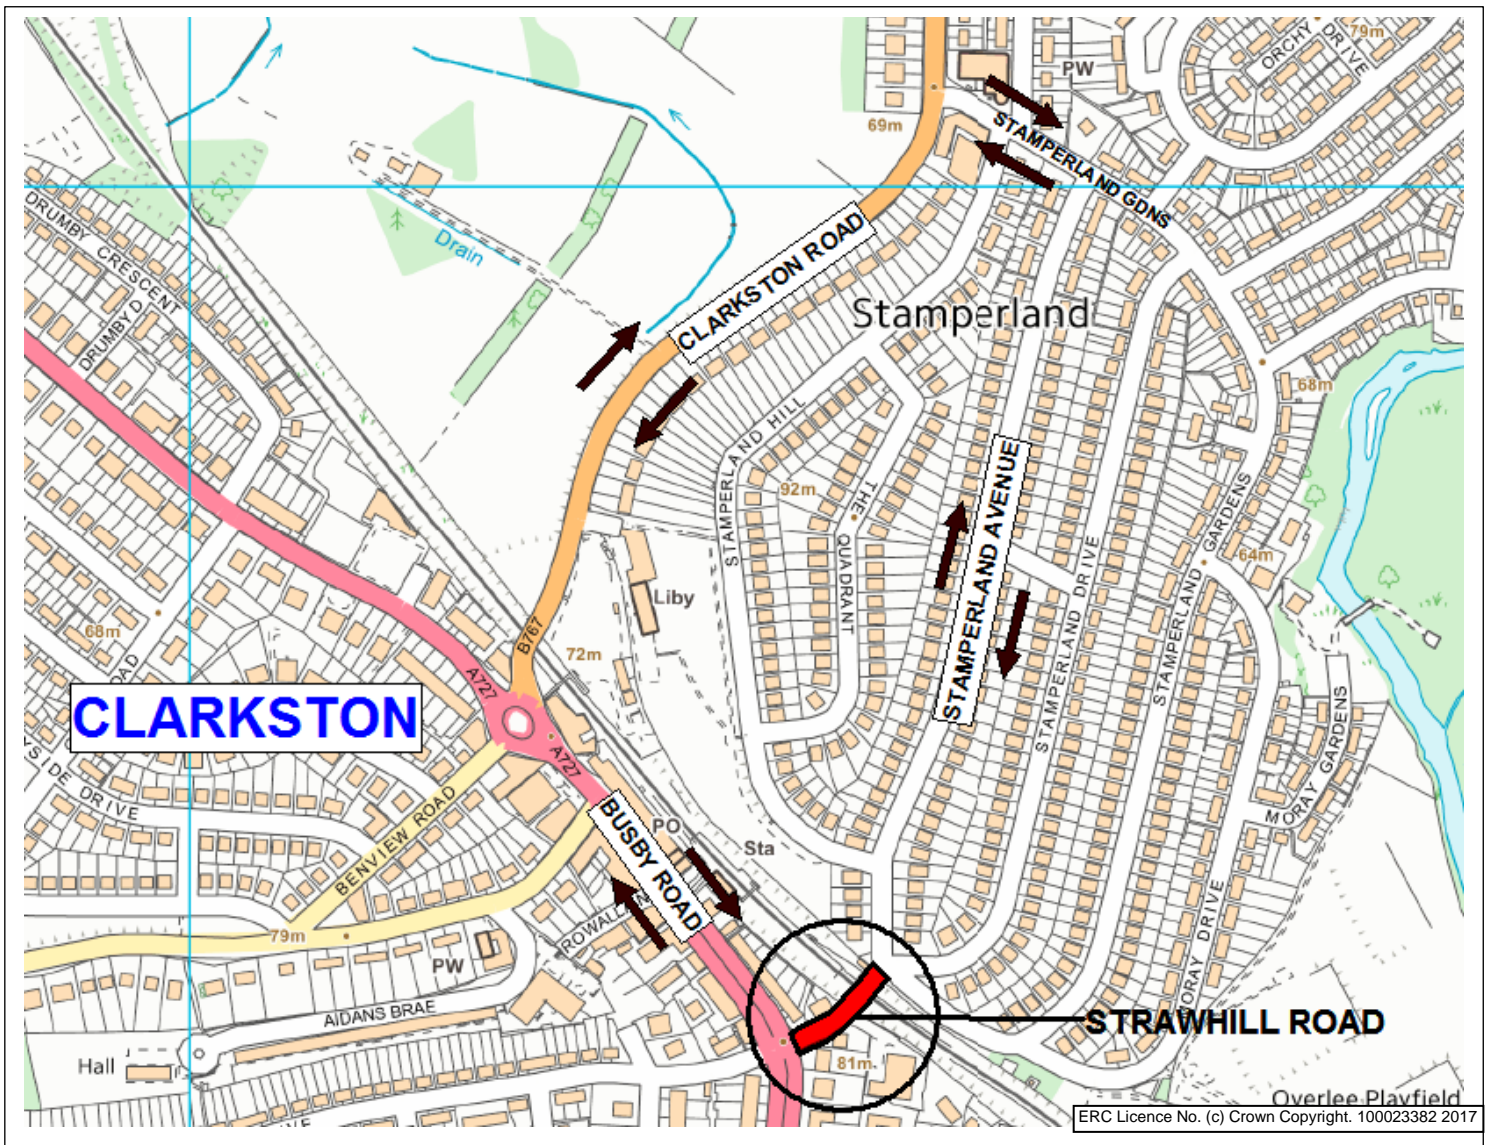 ORCHY DRIVE
79m
PW
69m
STAMPERLAND GDNS
DRUMBY CRESCENT
DRUMBY D
Drain
CLARKSTON ROAD
Stamperland
68m
STAMPERLAND HILL
92m
THE QUADRANT
STAMPERLAND AVENUE
STAMPERLAND DRIVE
STAMPERLAND GARDENS
64m
Liby
B767
72m
68m
OAD
A727
CLARKSTON
A727
YSIDE DRIVE
BENVIEW ROAD
BUSBY ROAD
PO
Sta
MORAY GARDENS
MORAY DRIVE
ROWALLAN
79m
PW
AIDANS BRAE
Hall
STRAWHILL ROAD
81m
Overlee Playfield
ERC Licence No. (c) Crown Copyright. 100023382 2017